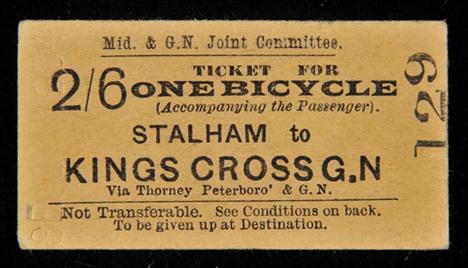 Mid. & G.N. Joint Committee.
TICKET FOR
2/6 ONE BICYCLE
(Accompanying the Passenger).
STALHAM to
KINGS CROSS G.N
Via Thorney Peterboro' & G. N.
Not Transferable. See Conditions on back.
To be given up at Destination.
129